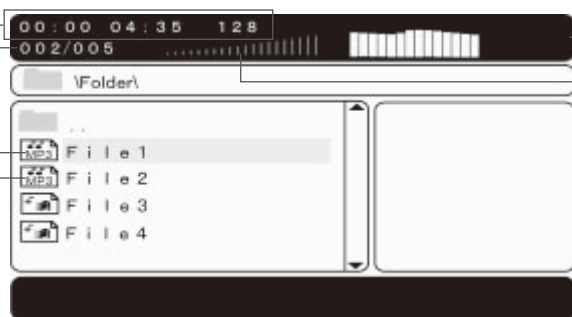 00:00 04:35 128
002/005
\Folder\
..
MP3 File1
MP3 File2
File3
File4